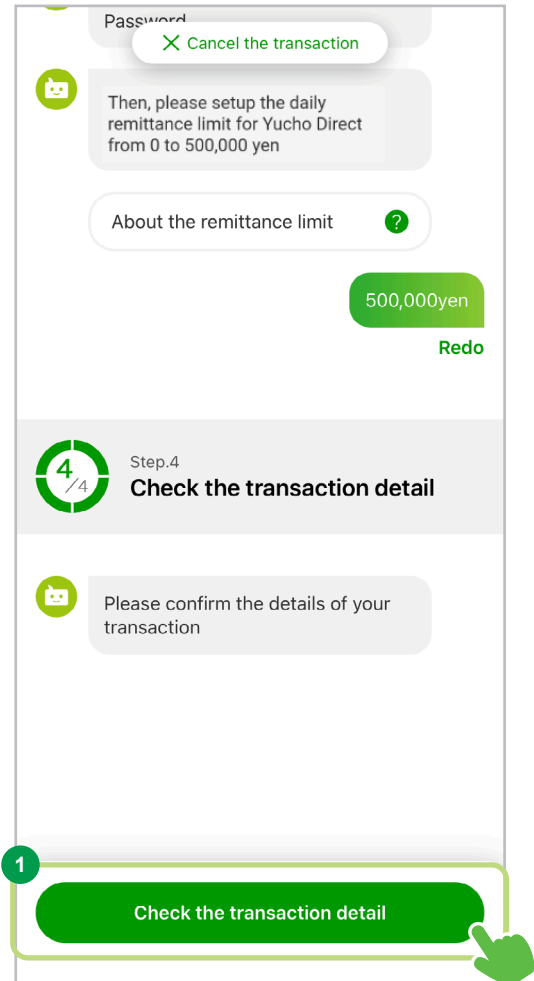 Password
Cancel the transaction
Then, please setup the daily
remittance limit for Yucho Direct
from 0 to 500,000 yen
About the remittance limit ?
500,000yen
Redo
4/4
Step.4
Check the transaction detail
Please confirm the details of your
transaction
1
Check the transaction detail